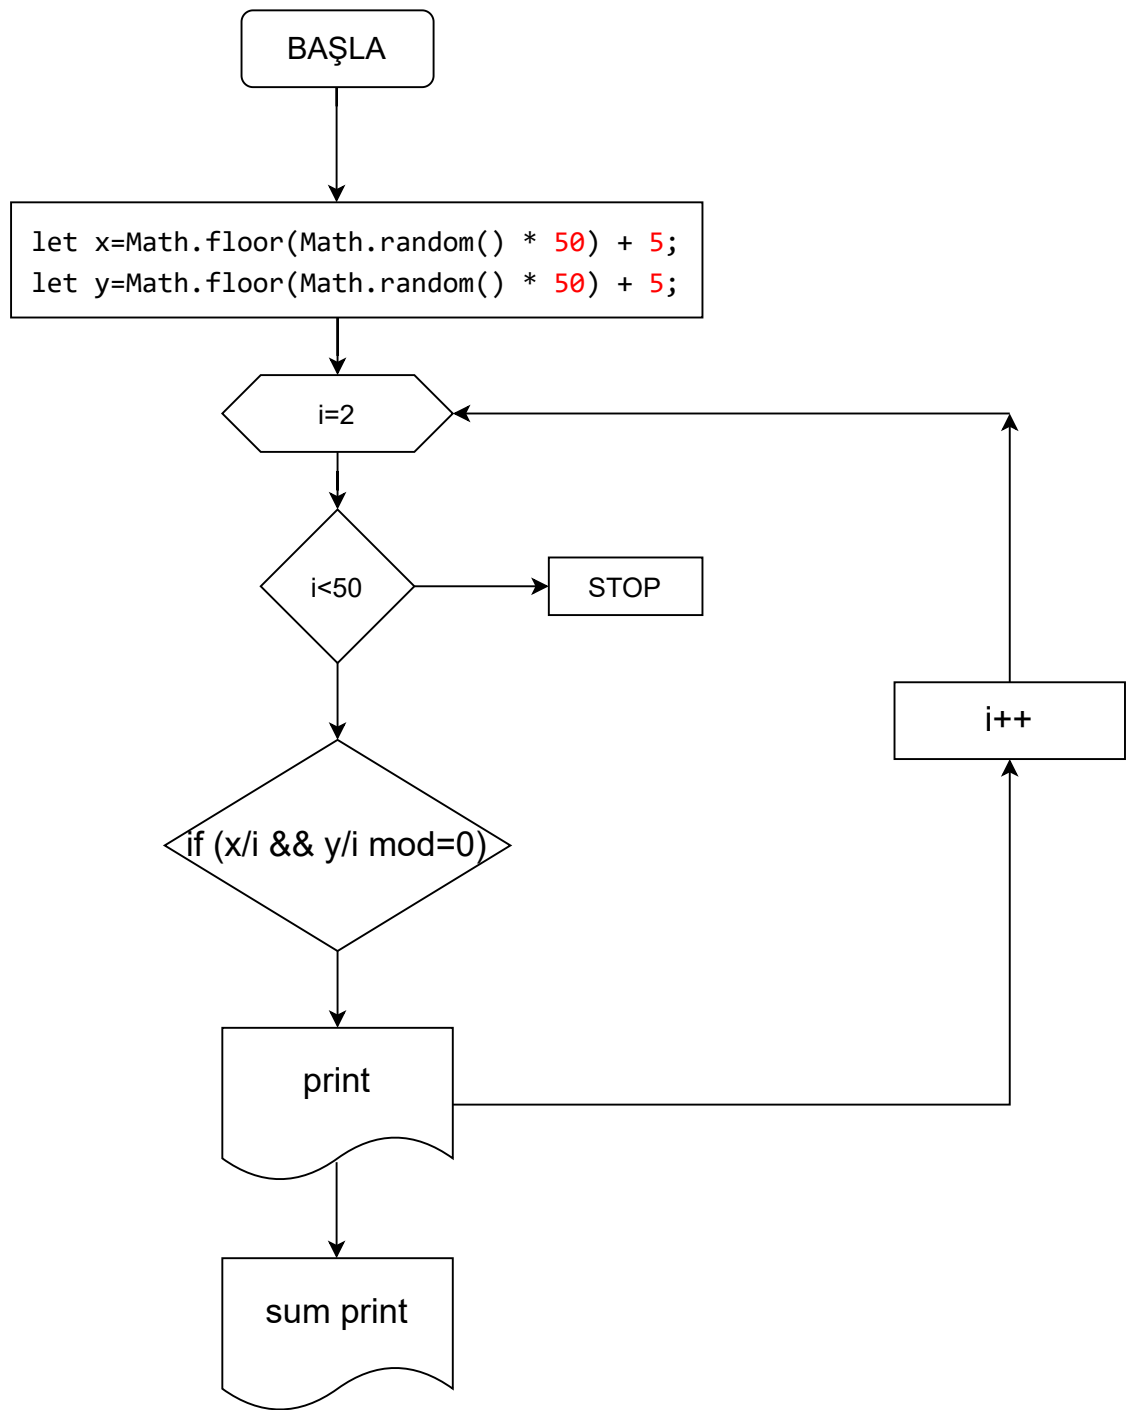 BAŞLA
let x=Math.floor(Math.random() * 50) + 5;
let y=Math.floor(Math.random() * 50) + 5;
i=2
i<50
STOP
i++
if (x/i && y/i mod=0)
print
sum print